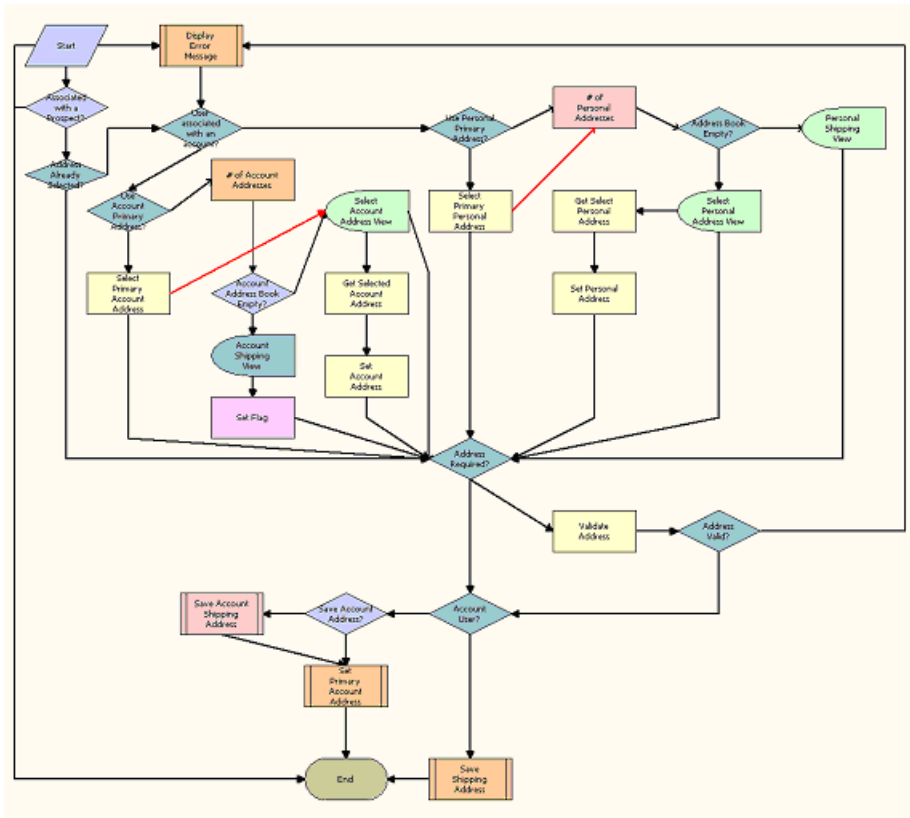 Start
Display
Error
Message
Associated
with a
Prospect?
Address
Already
Selected?
User
associated
with an
account?
Use Personal
Primary
Address?
# of
Personal
Addresses
Address Book
Empty?
Personal
Shipping
View
Use
Account
Primary
Address?
# of Account
Addresses
Select
Account
Address View
Select
Primary
Personal
Address
Get Select
Personal
Address
Select
Personal
Address View
Select
Primary
Account
Address
Account
Address Book
Empty?
Get Selected
Account
Address
Set Personal
Address
Account
Shipping
View
Set
Account
Address
Set Flag
Address
Required?
Validate
Address
Address
Valid?
Save Account
Shipping
Address
Save Account
Address?
Account
User?
Set
Primary
Account
Address
End
Save
Shipping
Address